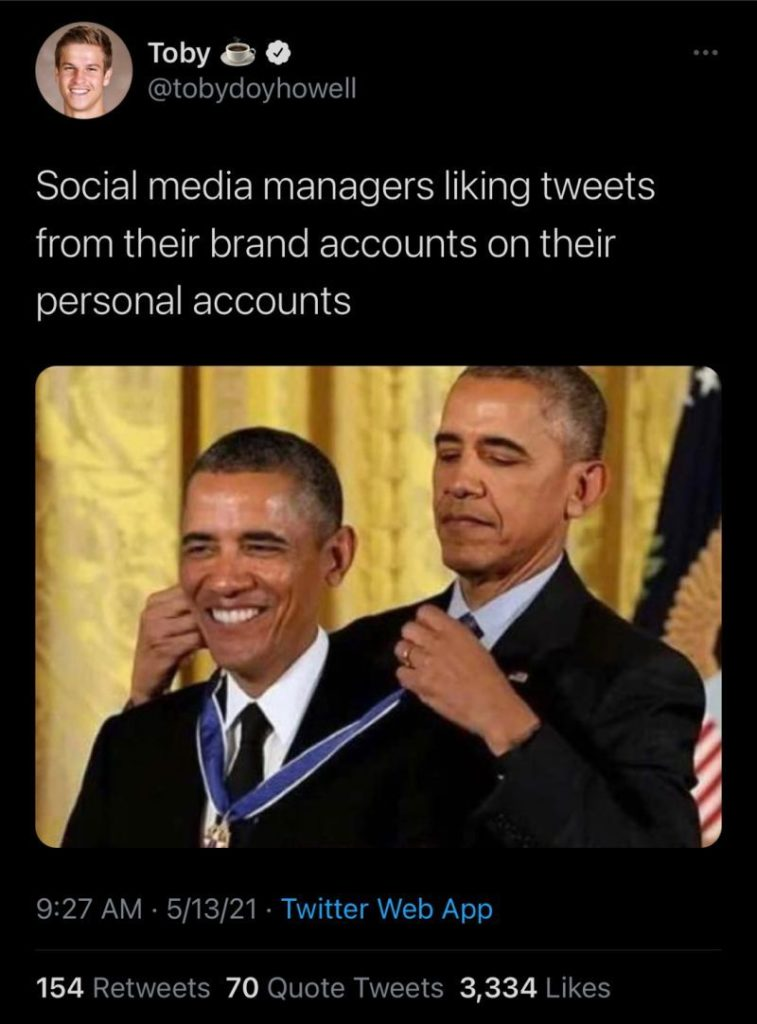 Toby ☕
@tobydoyhowell
Social media managers liking tweets
from their brand accounts on their
personal accounts
9:27 AM · 5/13/21 · Twitter Web App
154 Retweets 70 Quote Tweets 3,334 Likes